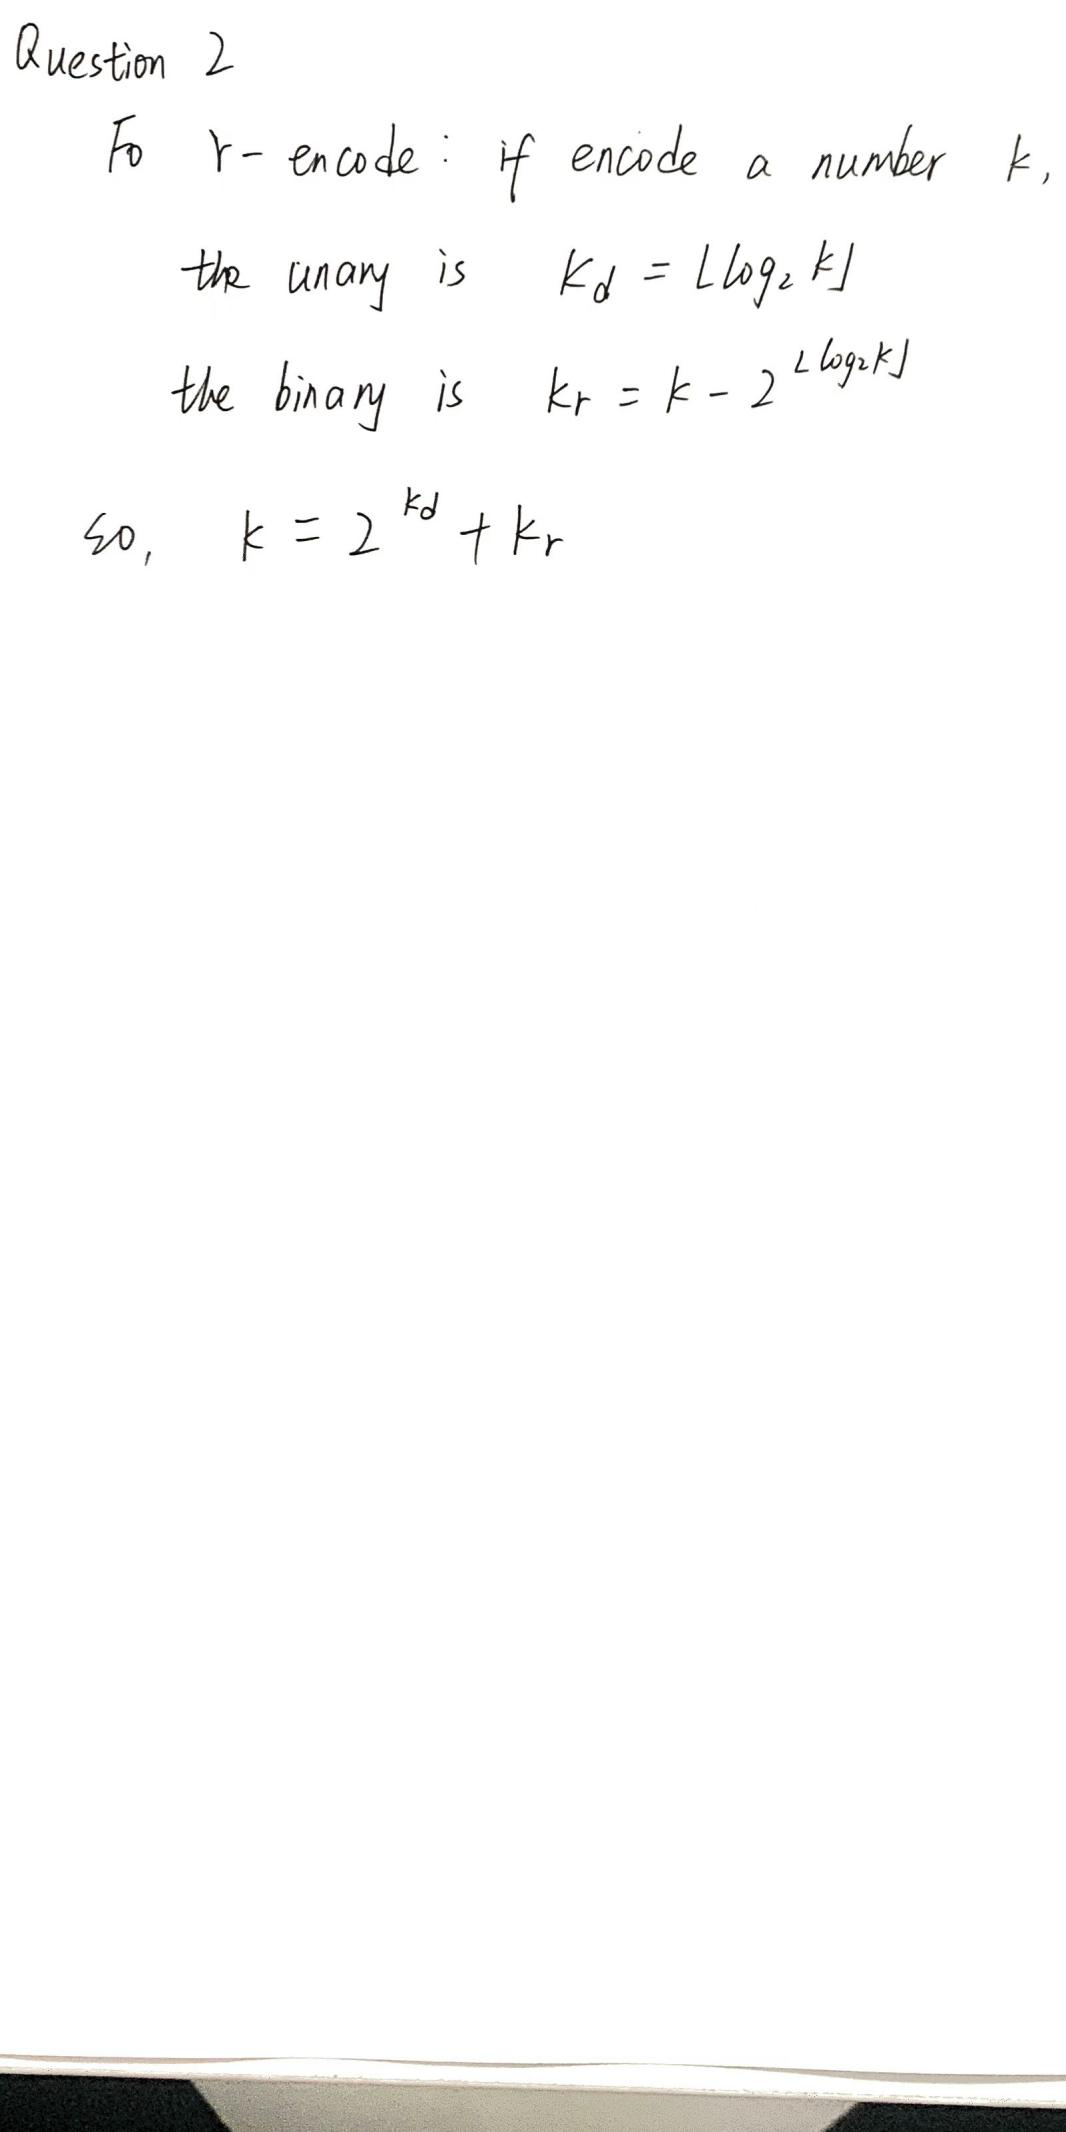 Question 2
Fo r-encode: if encode a number k,
the unary is kd = ⌊log₂ k⌋
the binary is kr = k - 2^⌊log₂k⌋
so, k = 2^kd + kr